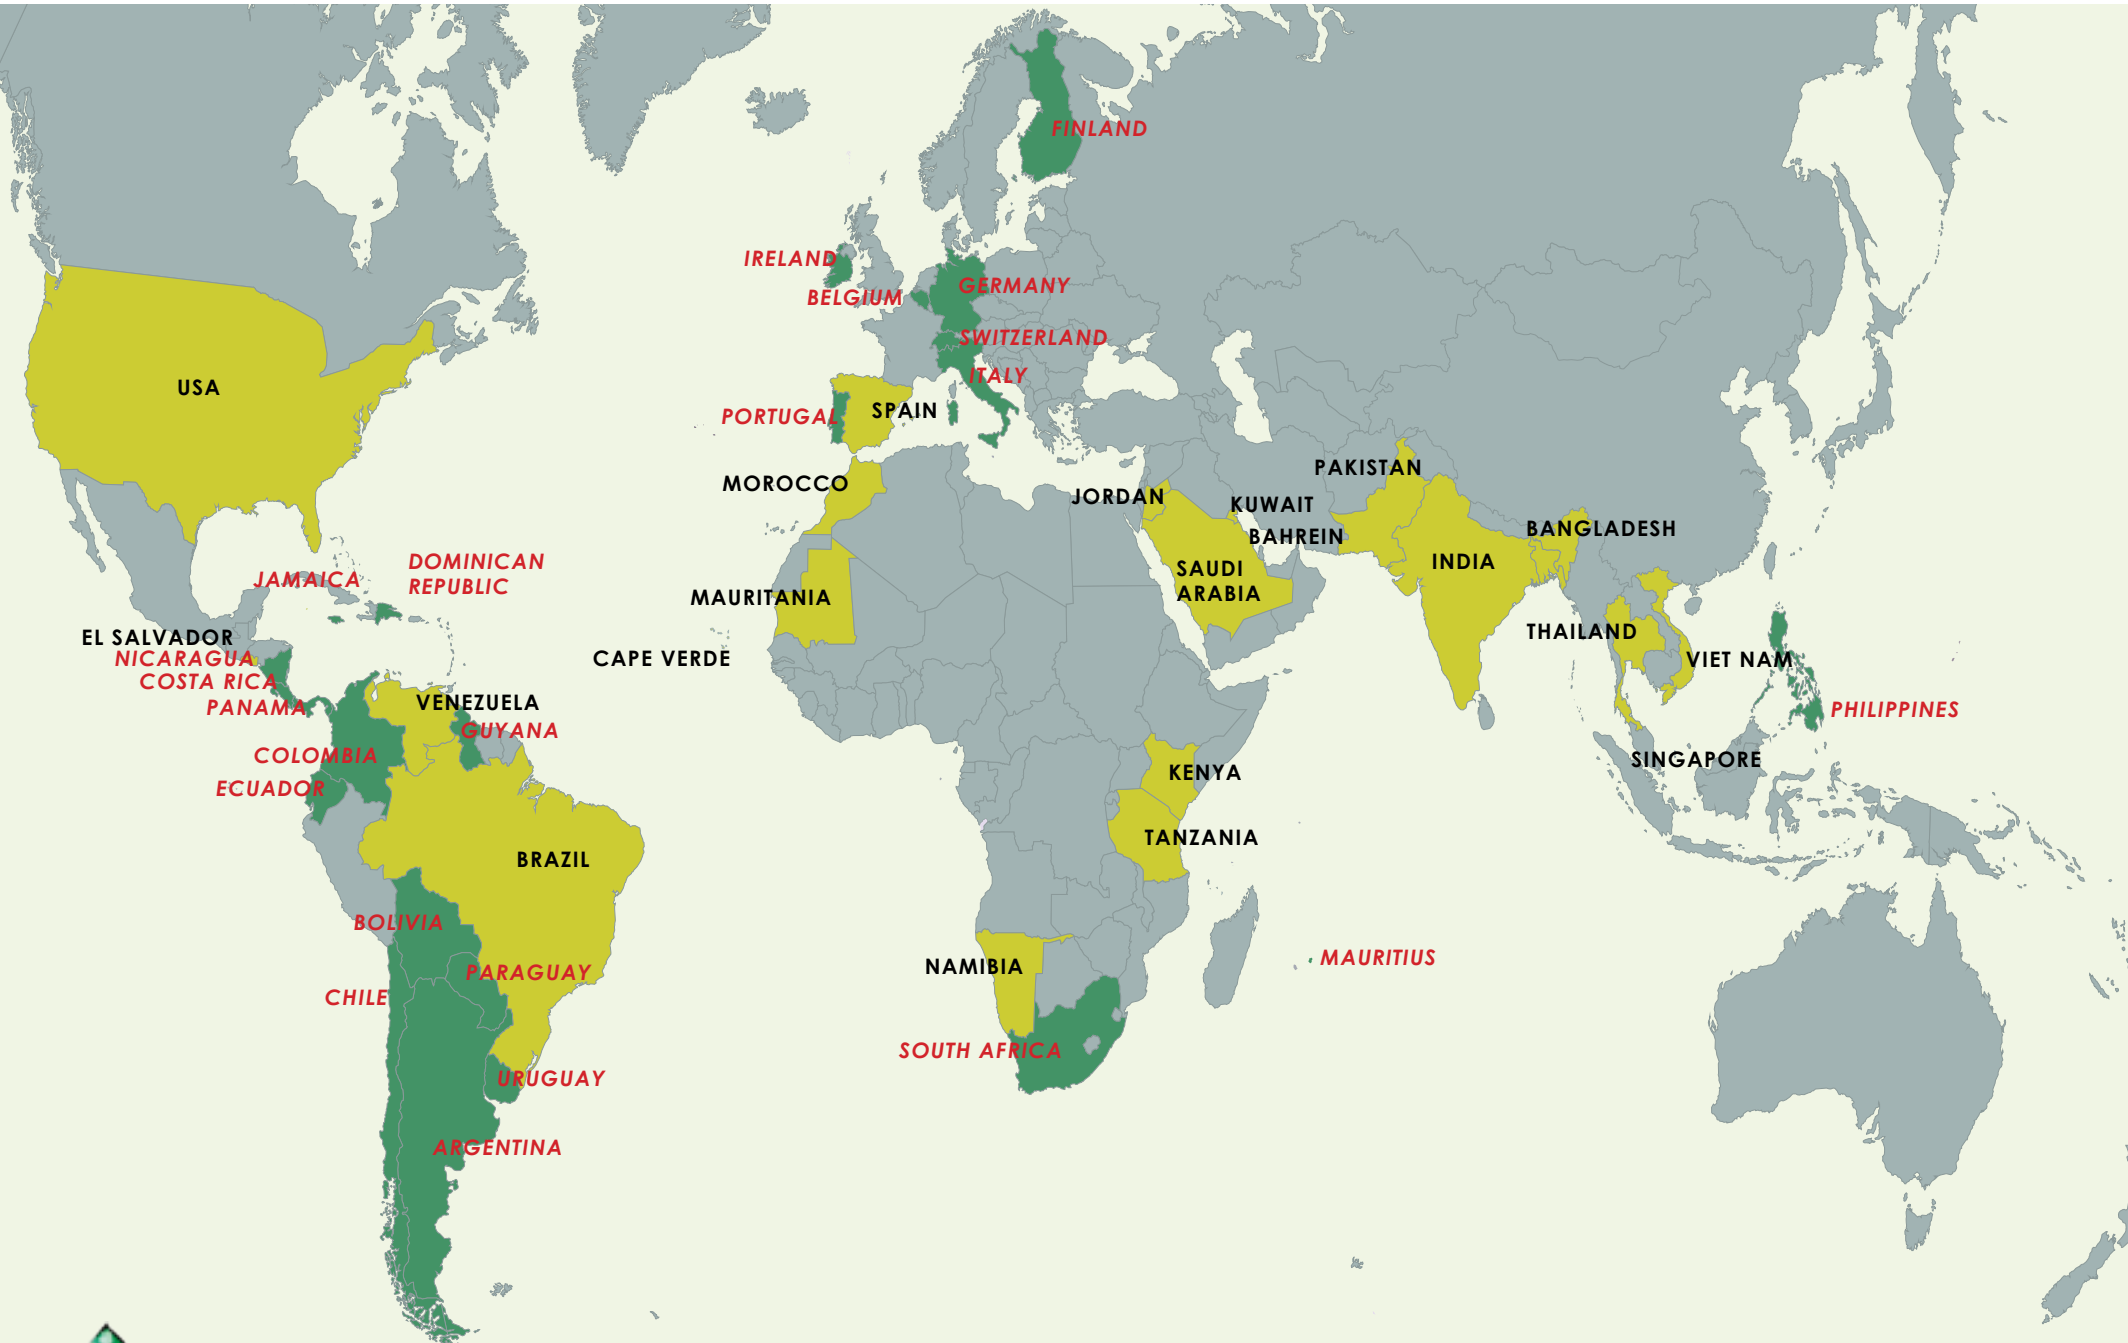 FINLAND
IRELAND
GERMANY
BELGIUM
SWITZERLAND
ITALY
USA
SPAIN
PORTUGAL
PAKISTAN
MOROCCO
JORDAN
KUWAIT
BANGLADESH
BAHREIN
DOMINICAN
REPUBLIC
INDIA
SAUDI
ARABIA
JAMAICA
MAURITANIA
THAILAND
EL SALVADOR
NICARAGUA
CAPE VERDE
VIET NAM
COSTA RICA
PANAMA
VENEZUELA
PHILIPPINES
GUYANA
COLOMBIA
SINGAPORE
KENYA
ECUADOR
TANZANIA
BRAZIL
BOLIVIA
MAURITIUS
NAMIBIA
PARAGUAY
CHILE
SOUTH AFRICA
URUGUAY
ARGENTINA